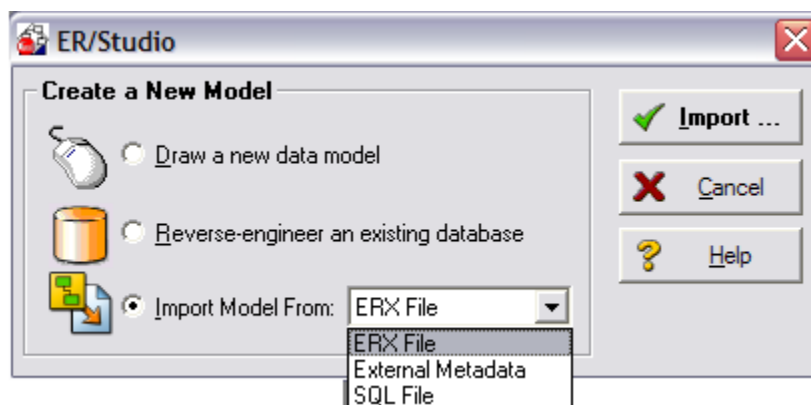 ER/Studio
Create a New Model
Draw a new data model
Reverse-engineer an existing database
Import Model From: ERX File
ERX File
External Metadata
SQL File
Import ...
Cancel
Help